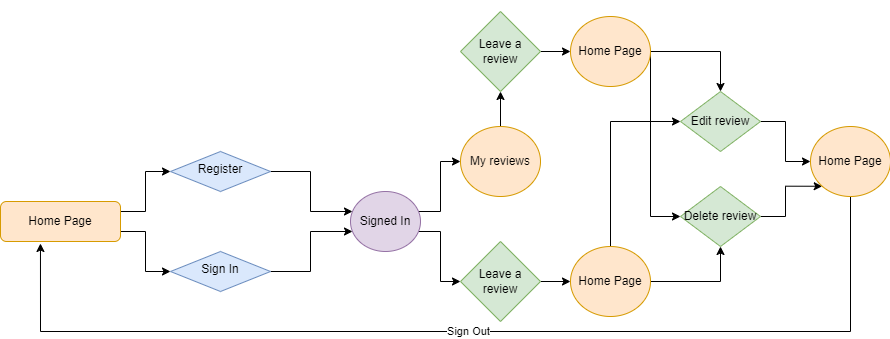 Leave a
review
Home Page
Edit review
Register
My reviews
Home Page
Home Page
Signed In
Delete review
Sign In
Leave a
review
Home Page
Sign Out